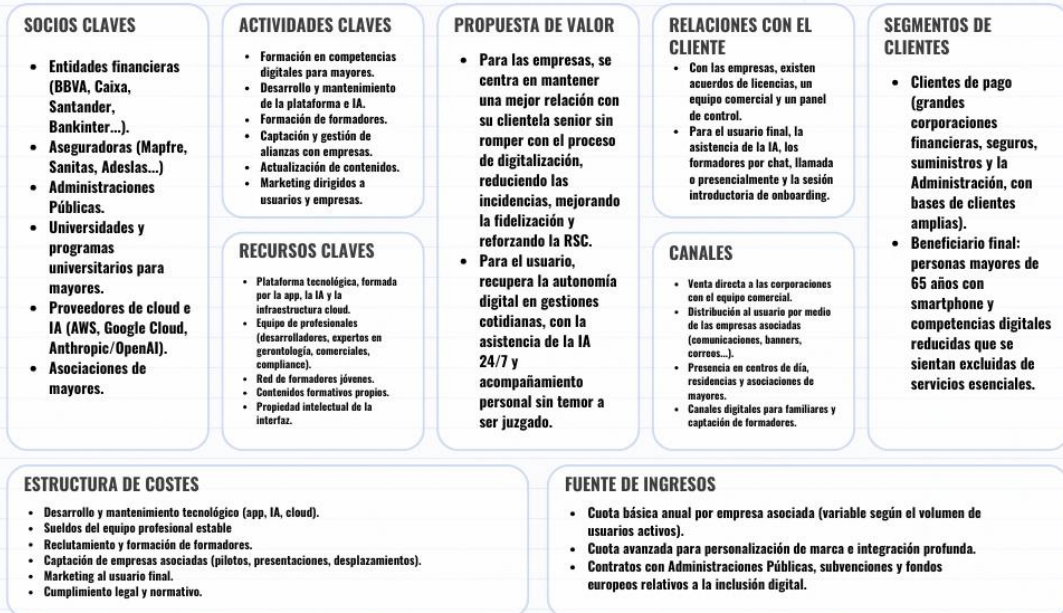 SOCIOS CLAVES
• Entidades financieras
(BBVA, Caixa,
Santander,
Bankinter...).
• Aseguradoras (Mapfre,
Sanitas, Adeslas...)
• Administraciones
Públicas.
• Universidades y
programas
universitarios para
mayores.
• Proveedores de cloud e
IA (AWS, Google Cloud,
Anthropic/OpenAI).
• Asociaciones de
mayores.
ACTIVIDADES CLAVES
• Formación en competencias
digitales para mayores.
• Desarrollo y mantenimiento
de la plataforma e IA.
• Formación de formadores.
• Captación y gestión de
alianzas con empresas.
• Actualización de contenidos.
• Marketing dirigidos a
usuarios y empresas.
RECURSOS CLAVES
• Plataforma tecnológica, formada
por la app, la IA y la
infraestructura cloud.
• Equipo de profesionales
(desarrolladores, expertos en
gerontología, comerciales,
compliance).
• Red de formadores jóvenes.
• Contenidos formativos propios.
• Propiedad intelectual de la
interfaz.
PROPUESTA DE VALOR
• Para las empresas, se
centra en mantener
una mejor relación con
su clientela senior sin
romper con el proceso
de digitalización,
reduciendo las
incidencias, mejorando
la fidelización y
reforzando la RSC.
• Para el usuario,
recupera la autonomía
digital en gestiones
cotidianas, con la
asistencia de la IA
24/7 y
acompañamiento
personal sin temor a
ser juzgado.
RELACIONES CON EL
CLIENTE
• Con las empresas, existen
acuerdos de licencias, un
equipo comercial y un panel
de control.
• Para el usuario final, la
asistencia de la IA, los
formadores por chat, llamada
o presencialmente y la sesión
introductoria de onboarding.
CANALES
• Venta directa a las corporaciones
con el equipo comercial.
• Distribución al usuario por medio
de las empresas asociadas
(comunicaciones, banners,
correos...).
• Presencia en centros de día,
residencias y asociaciones de
mayores.
• Canales digitales para familiares y
captación de formadores.
SEGMENTOS DE
CLIENTES
• Clientes de pago
(grandes
corporaciones
financieras, seguros,
suministros y la
Administración, con
bases de clientes
amplias).
• Beneficiario final:
personas mayores de
65 años con
smartphone y
competencias digitales
reducidas que se
sientan excluidas de
servicios esenciales.
ESTRUCTURA DE COSTES
• Desarrollo y mantenimiento tecnológico (app, IA, cloud).
• Sueldos del equipo profesional estable
• Reclutamiento y formación de formadores.
• Captación de empresas asociadas (pilotos, presentaciones, desplazamientos).
• Marketing al usuario final.
• Cumplimiento legal y normativo.
FUENTE DE INGRESOS
• Cuota básica anual por empresa asociada (variable según el volumen de
usuarios activos).
• Cuota avanzada para personalización de marca e integración profunda.
• Contratos con Administraciones Públicas, subvenciones y fondos
europeos relativos a la inclusión digital.